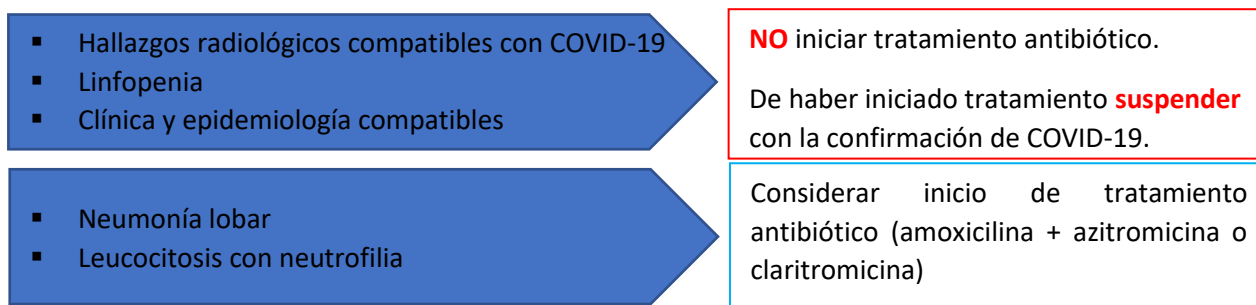 ▪ Hallazgos radiológicos compatibles con COVID-19
▪ Linfopenia
▪ Clínica y epidemiología compatibles
NO iniciar tratamiento antibiótico.
De haber iniciado tratamiento suspender
con la confirmación de COVID-19.
▪ Neumonía lobar
▪ Leucocitosis con neutrofilia
Considerar inicio de tratamiento
antibiótico (amoxicilina + azitromicina o
claritromicina)